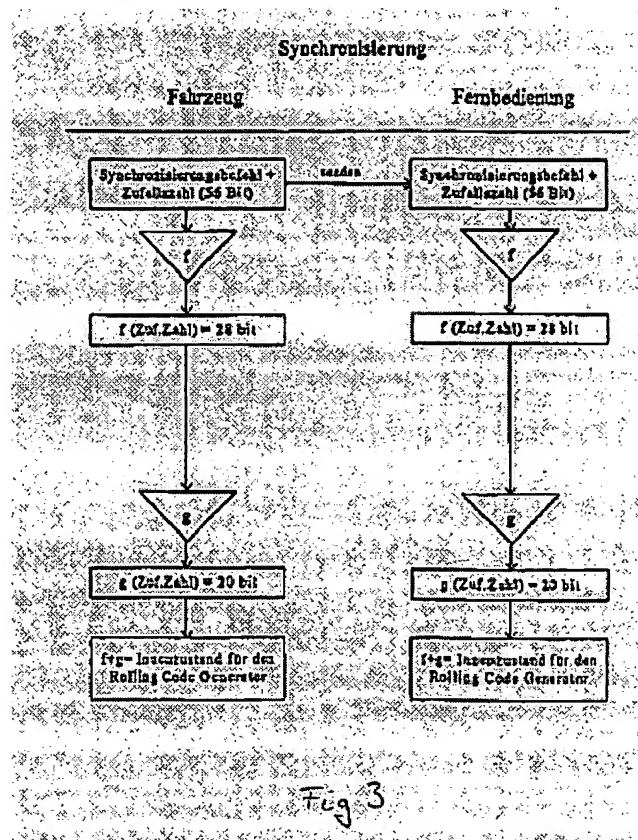 Synchronisierung
Fahrzeug
Fernbedienung
Synchronisierungsbefehl +
Zufallszahl (56 Bit)
senden
Synchronisierungsbefehl +
Zufallszahl (56 Bit)
f
f
f (Zuf.Zahl) = 28 bit
f (Zuf.Zahl) = 28 bit
g
g
g (Zuf.Zahl) = 20 bit
g (Zuf.Zahl) = 20 bit
f+g= Innenzustand für den
Rolling Code Generator
f+g= Innenzustand für den
Rolling Code Generator
Fig 3